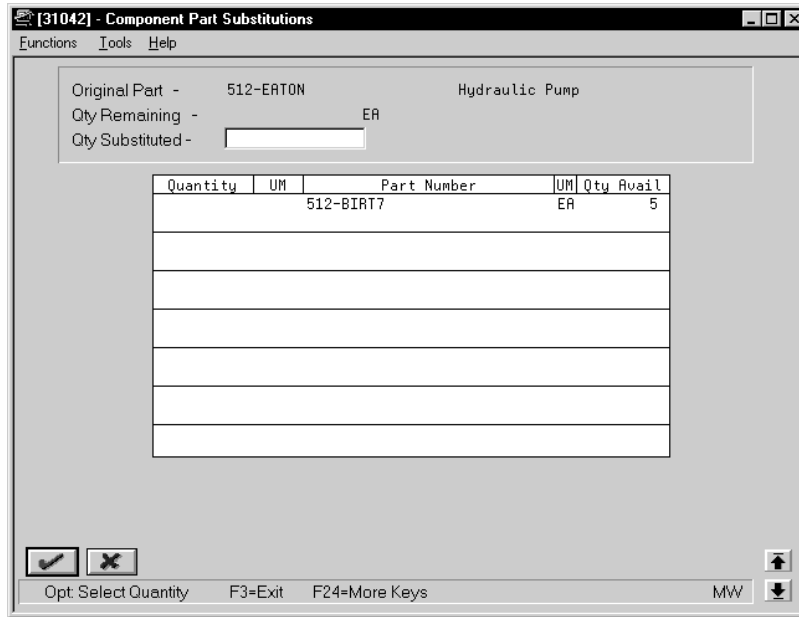 [31042] - Component Part Substitutions
Functions Tools Help
Original Part - 512-EATON Hydraulic Pump
Qty Remaining - EA
Qty Substituted -
Quantity UM Part Number UM Qty Avail
512-BIRT7 EA 5
Opt: Select Quantity F3=Exit F24=More Keys MW